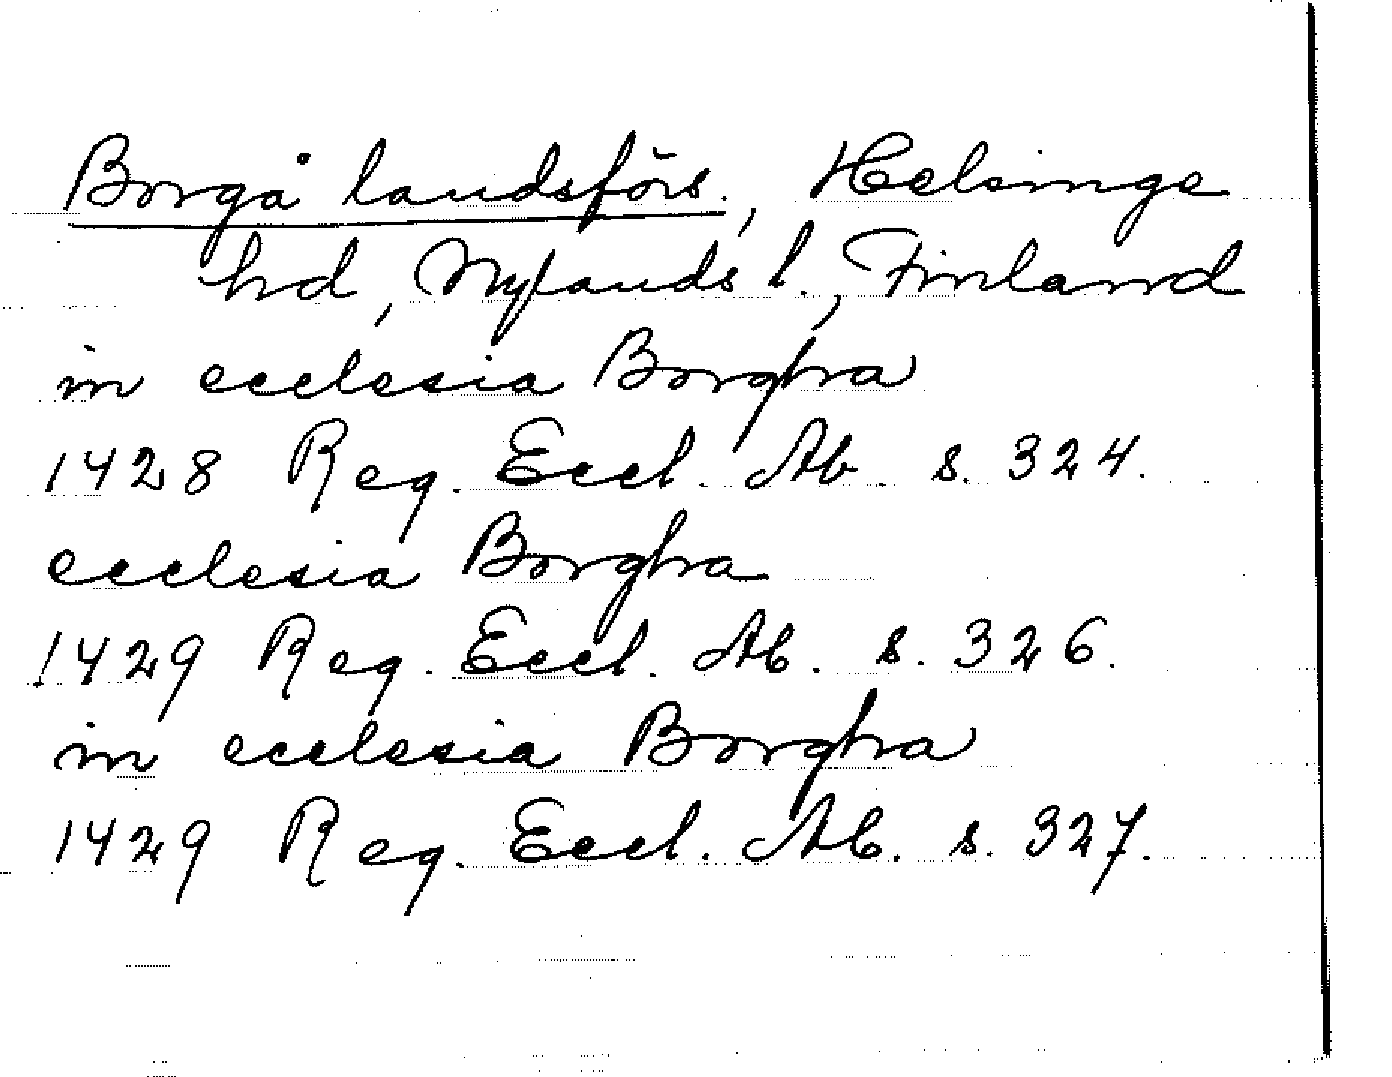 Borgå landsförs., Helsinge
hd, Nylands l., Finland
in ecclesia Borgha
1428 Reg. Eccl. Ab. s. 324.
ecclesia Borgha
1429 Reg. Eccl. Ab. s. 326.
in ecclesia Borgha
1429 Reg. Eccl. Ab. s. 327.